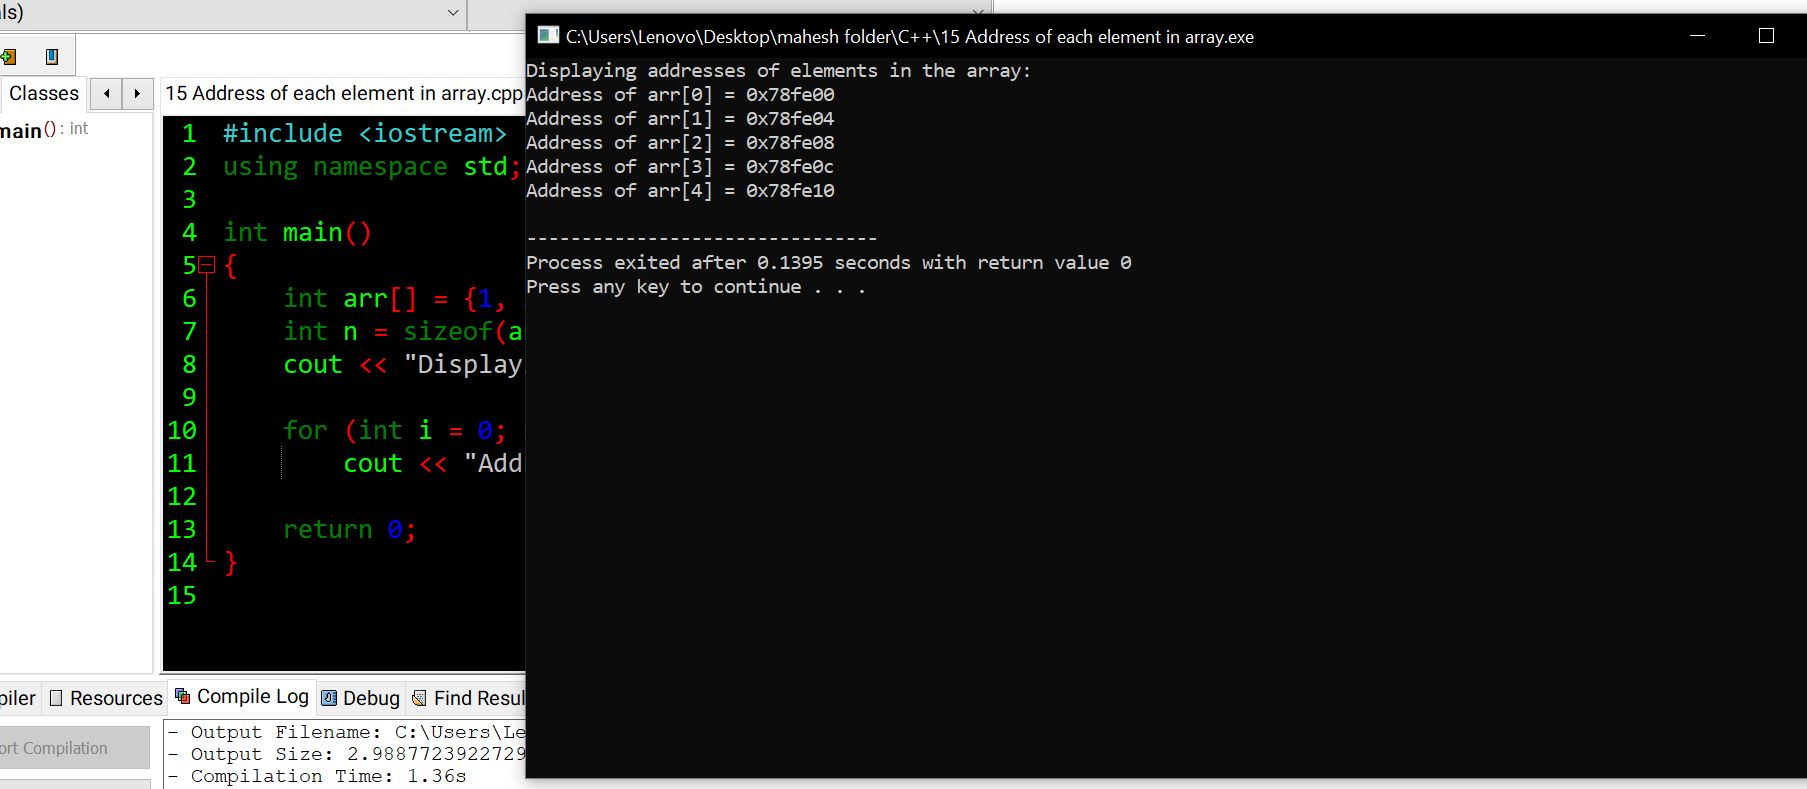 ls)
C:\Users\Lenovo\Desktop\mahesh folder\C++\15 Address of each element in array.exe
Classes
15 Address of each element in array.cpp
main() : int
1 #include <iostream>
2 using namespace std;
3
4 int main()
5 {
6 int arr[] = {1,
7 int n = sizeof(a
8 cout << "Display
9
10 for (int i = 0;
11 cout << "Add
12
13 return 0;
14 }
15
Displaying addresses of elements in the array:
Address of arr[0] = 0x78fe00
Address of arr[1] = 0x78fe04
Address of arr[2] = 0x78fe08
Address of arr[3] = 0x78fe0c
Address of arr[4] = 0x78fe10
--------------------------------
Process exited after 0.1395 seconds with return value 0
Press any key to continue . . .
piler Resources Compile Log Debug Find Resul
ort Compilation
- Output Filename: C:\Users\Le
- Output Size: 2.9887723922729
- Compilation Time: 1.36s